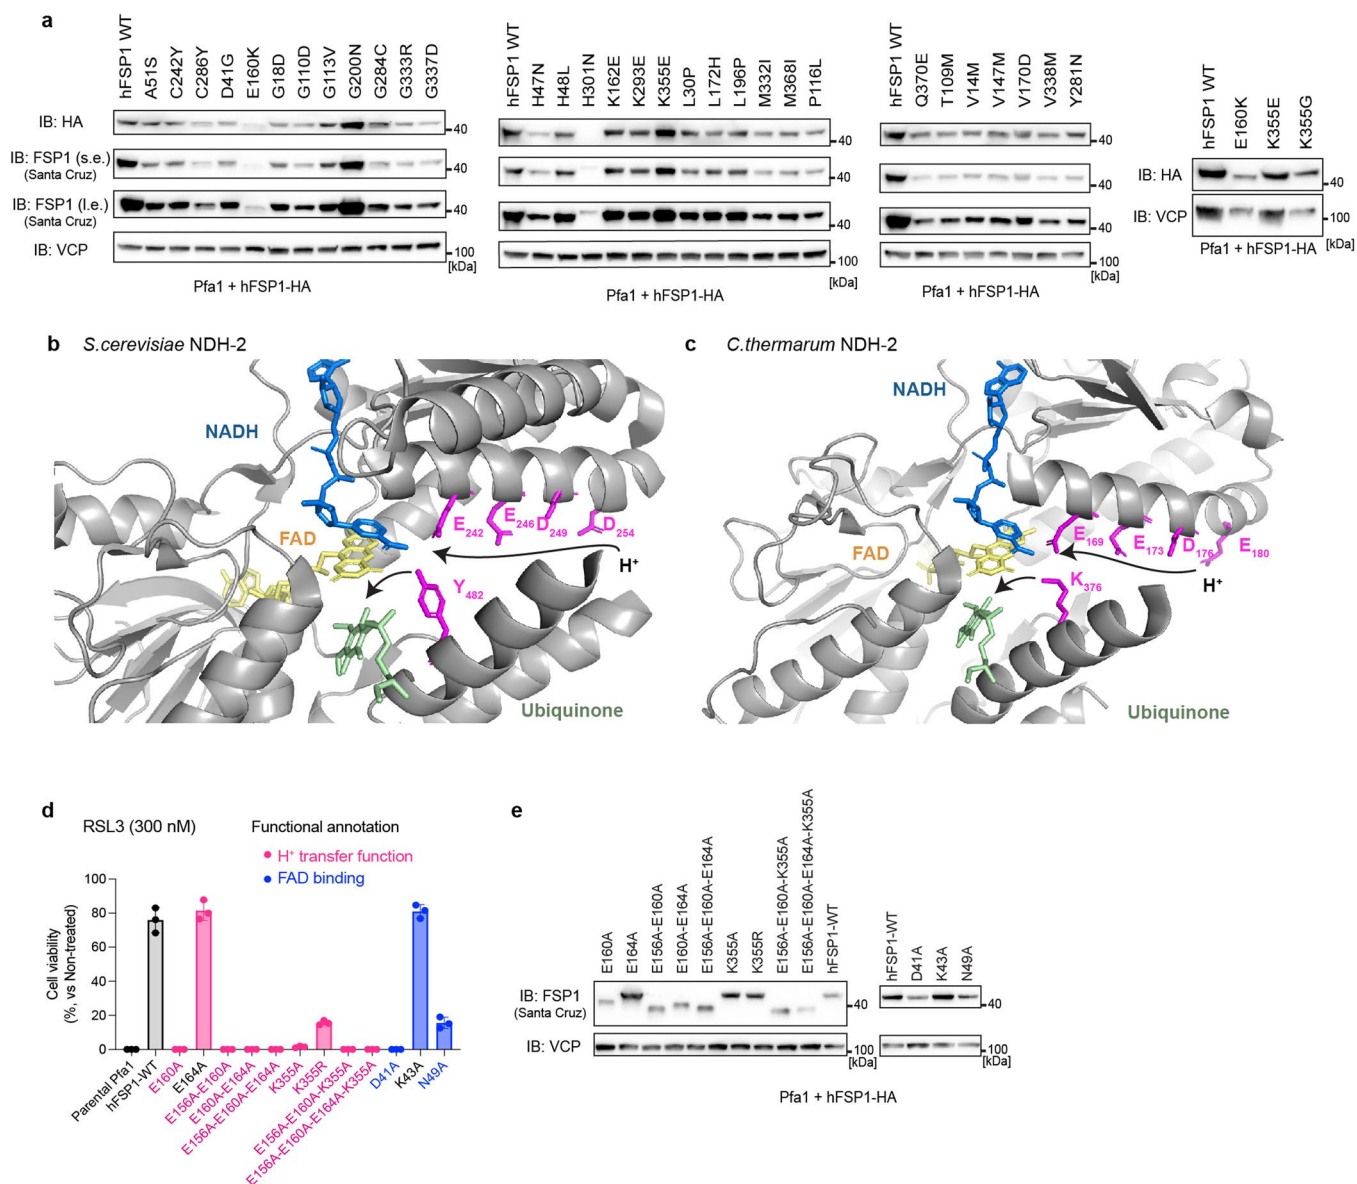 a
hFSP1 WT
A51S
C242Y
C286Y
D41G
E160K
G18D
G110D
G113V
G200N
G284C
G333R
G337D
IB: HA
40
IB: FSP1 (s.e.)
(Santa Cruz)
40
IB: FSP1 (l.e.)
(Santa Cruz)
40
IB: VCP
100
[kDa]
Pfa1 + hFSP1-HA
hFSP1 WT
H47N
H48L
H301N
K162E
K293E
K355E
L30P
L172H
L196P
M332I
M368I
P116L
40
40
40
100
[kDa]
Pfa1 + hFSP1-HA
hFSP1 WT
Q370E
T109M
V14M
V147M
V170D
V338M
Y281N
40
40
40
100
[kDa]
Pfa1 + hFSP1-HA
hFSP1 WT
E160K
K355E
K355G
IB: HA
40
IB: VCP
100
[kDa]
Pfa1 + hFSP1-HA
b S.cerevisiae NDH-2
NADH
FAD
E242
E246
D249
D254
H+
Y482
Ubiquinone
c C.thermarum NDH-2
NADH
FAD
E169
E173
D176
E180
H+
K376
Ubiquinone
d
RSL3 (300 nM)
Functional annotation
H+ transfer function
FAD binding
Cell viability
(%, vs Non-treated)
100
80
60
40
20
0
Parental Pfa1
hFSP1-WT
E160A
E164A
E156A-E160A
E160A-E164A
E156A-E160A-E164A
K355A
K355R
E156A-E160A-K355A
E156A-E160A-E164A-K355A
D41A
K43A
N49A
e
E160A
E164A
E156A-E160A
E160A-E164A
E156A-E160A-E164A
K355A
K355R
E156A-E160A-K355A
E156A-E160A-E164A-K355A
hFSP1-WT
hFSP1-WT
D41A
K43A
N49A
IB: FSP1
(Santa Cruz)
40
40
IB: VCP
100
[kDa]
100
[kDa]
Pfa1 + hFSP1-HA